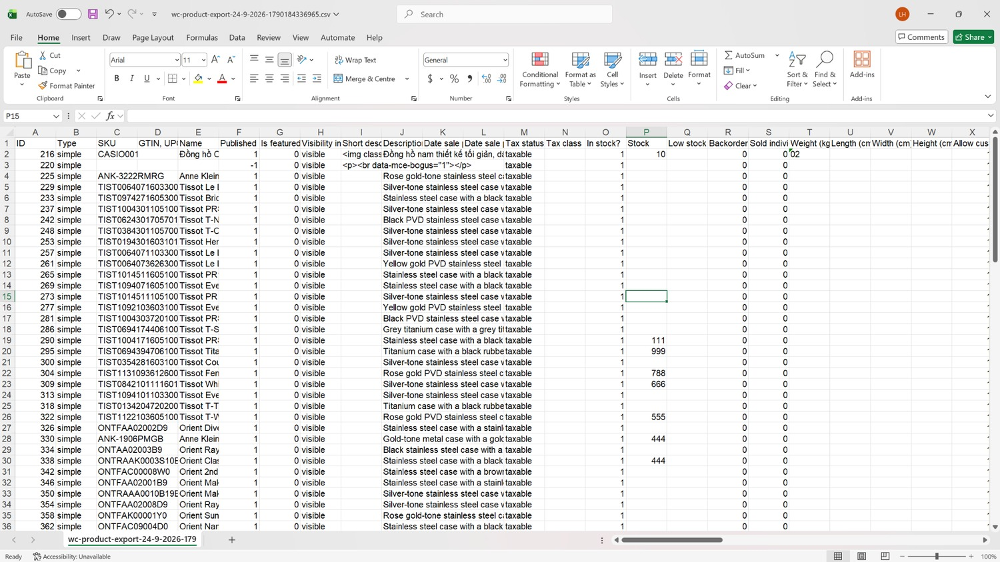 AutoSave
wc-product-export-24-9-2026-1790184336965.csv
Search
LH
File Home Insert Draw Page Layout Formulas Data Review View Automate Help
Comments Share
Paste Cut Copy Format Painter Clipboard
Arial 11 B I U A Font
Wrap Text Merge & Centre Alignment
General $ % Number
Conditional Formatting Format as Table Cell Styles Styles
Insert Delete Format Cells
AutoSum Fill Clear Sort & Filter Find & Select Editing
Add-ins Add-ins
P15 fx
A B C D E F G H I J K L M N O P Q R S T U V W X
1 ID Type SKU GTIN, UP Name Published Is featured Visibility in Short desc Description Date sale Date sale Tax status Tax class In stock? Stock Low stock Backorder Sold indivi Weight (kg Length (cm Width (cm) Height (cm Allow cus
2 216 simple CASIO001 Đồng hồ C 1 0 visible <img class Đồng hồ nam thiết kế tối giản, dâ taxable 1 10 0 0 02
3 220 simple -1 0 visible <p><br data-mce-bogus="1"></p> taxable 1 0 0
4 225 simple ANK-3222RMRG Anne Klein 1 0 visible Rose gold-tone stainless steel ca taxable 1 0 0
5 229 simple TIST0064071603300 Tissot Le 1 0 visible Silver-tone stainless steel case w taxable 1 0 0
6 233 simple TIST0974271605300 Tissot Brid 1 0 visible Stainless steel case with a black taxable 1 0 0
7 237 simple TIST1004301105100 Tissot PRS 1 0 visible Silver-tone stainless steel case w taxable 1 0 0
8 242 simple TIST0624301705701 Tissot T-N 1 0 visible Black PVD stainless steel case w taxable 1 0 0
9 248 simple TIST0384301105700 Tissot T-C 1 0 visible Silver-tone stainless steel case w taxable 1 0 0
10 253 simple TIST0194301603101 Tissot Her 1 0 visible Stainless steel case with a black taxable 1 0 0
11 257 simple TIST0064071103300 Tissot Le 1 0 visible Silver-tone stainless steel case w taxable 1 0 0
12 261 simple TIST0064073626300 Tissot Le 1 0 visible Yellow gold PVD stainless steel taxable 1 0 0
13 265 simple TIST1014511605100 Tissot PR 1 0 visible Stainless steel case with a black taxable 1 0 0
14 269 simple TIST1094071605100 Tissot Eve 1 0 visible Stainless steel case with a black taxable 1 0 0
15 273 simple TIST1014511105100 Tissot PR 1 0 visible Silver-tone stainless steel case w taxable 1 0 0
16 277 simple TIST1092103603100 Tissot Eve 1 0 visible Yellow gold PVD stainless steel taxable 1 0 0
17 281 simple TIST1004303720100 Tissot PRS 1 0 visible Black PVD stainless steel case w taxable 1 0 0
18 286 simple TIST0694174406100 Tissot T-S 1 0 visible Grey titanium case with a grey tit taxable 1 0 0
19 290 simple TIST1004171605100 Tissot PRS 1 0 visible Stainless steel case with a black taxable 1 111 0 0
20 295 simple TIST0694394706100 Tissot Tita 1 0 visible Titanium case with a black rubbe taxable 1 999 0 0
21 300 simple TIST0354281603100 Tissot Cou 1 0 visible Silver-tone stainless steel case w taxable 1 0 0
22 304 simple TIST1131093612600 Tissot Fem 1 0 visible Rose gold PVD stainless steel c taxable 1 788 0 0
23 309 simple TIST0842101111601 Tissot Whi 1 0 visible Silver-tone stainless steel case w taxable 1 666 0 0
24 313 simple TIST1094101103300 Tissot Eve 1 0 visible Silver-tone stainless steel case w taxable 1 0 0
25 318 simple TIST0134204720200 Tissot T-T 1 0 visible Titanium case with a black rubbe taxable 1 0 0
26 322 simple TIST1122103605100 Tissot T-W 1 0 visible Rose gold PVD stainless steel c taxable 1 555 0 0
27 326 simple ONTFAA02002D9 Orient Dive 1 0 visible Stainless steel case with a stainl taxable 1 0 0
28 330 simple ANK-1906PMGB Anne Klein 1 0 visible Gold-tone metal case with a gold taxable 1 444 0 0
29 334 simple ONTAA02003B9 Orient Ray 1 0 visible Black stainless steel case with a taxable 1 0 0
30 338 simple ONTRAAK0003S10B Orient Clas 1 0 visible Stainless steel case with a black taxable 1 444 0 0
31 342 simple ONTFAC00008W0 Orient 2nd 1 0 visible Stainless steel case with a brown taxable 1 0 0
32 346 simple ONTFAA02001B9 Orient Mak 1 0 visible Stainless steel case with a stainl taxable 1 0 0
33 350 simple ONTRAAA0010B19B Orient Mak 1 0 visible Silver-tone stainless steel case w taxable 1 0 0
34 354 simple ONTFAA02008D9 Orient Ray 1 0 visible Silver-tone stainless steel case w taxable 1 0 0
35 358 simple ONTFAK00001Y0 Orient Sun 1 0 visible Rose gold-tone stainless steel ca taxable 1 0 0
36 362 simple ONTFAC09004D0 Orient Nar 1 0 visible Stainless steel case with a black taxable 1 0 0
wc-product-export-24-9-2026-179
Ready Accessibility: Unavailable 100%